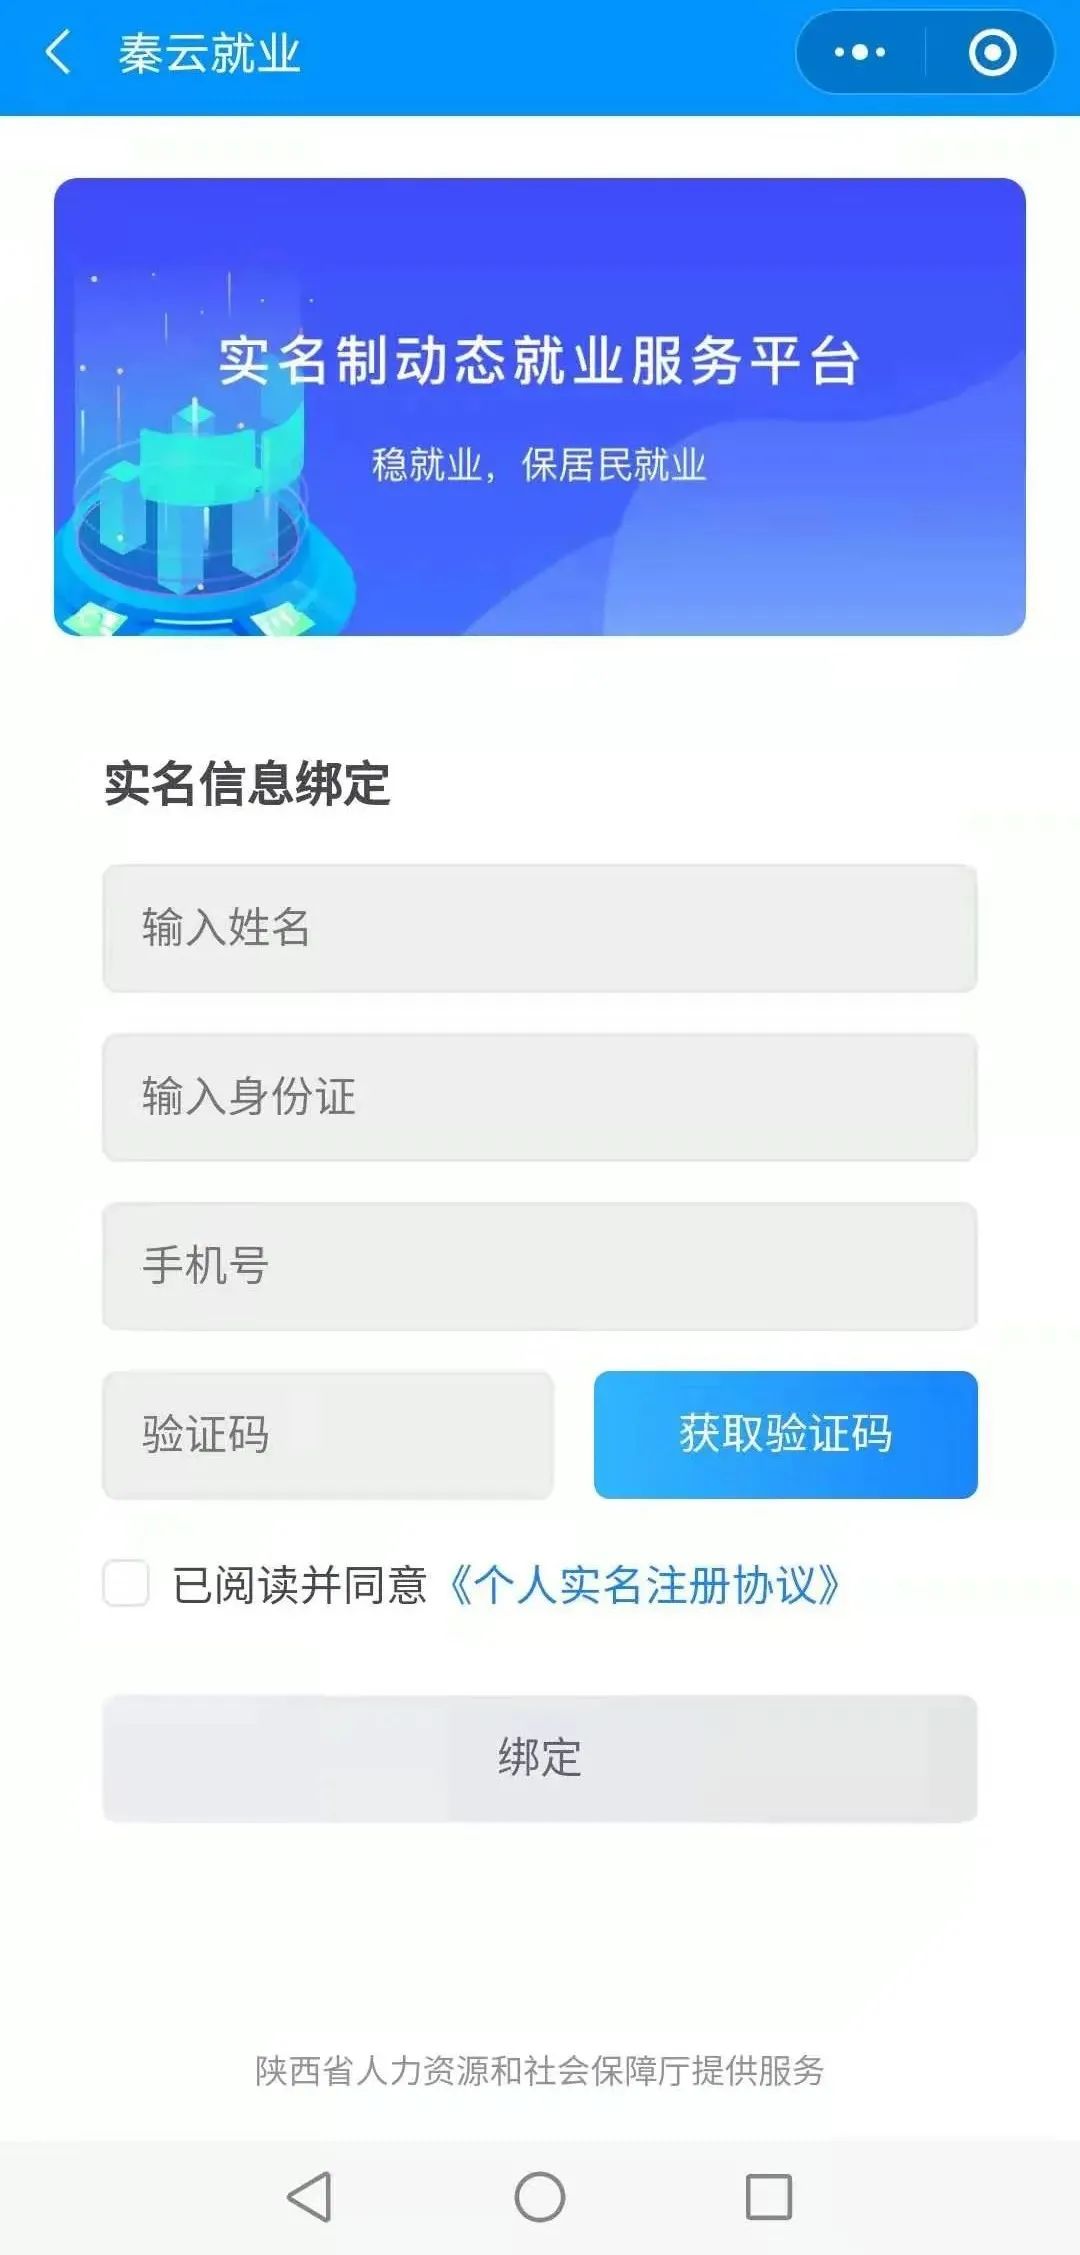 秦云就业
实名制动态就业服务平台
稳就业，保居民就业
实名信息绑定
输入姓名
输入身份证
手机号
验证码
获取验证码
已阅读并同意《个人实名注册协议》
绑定
陕西省人力资源和社会保障厅提供服务